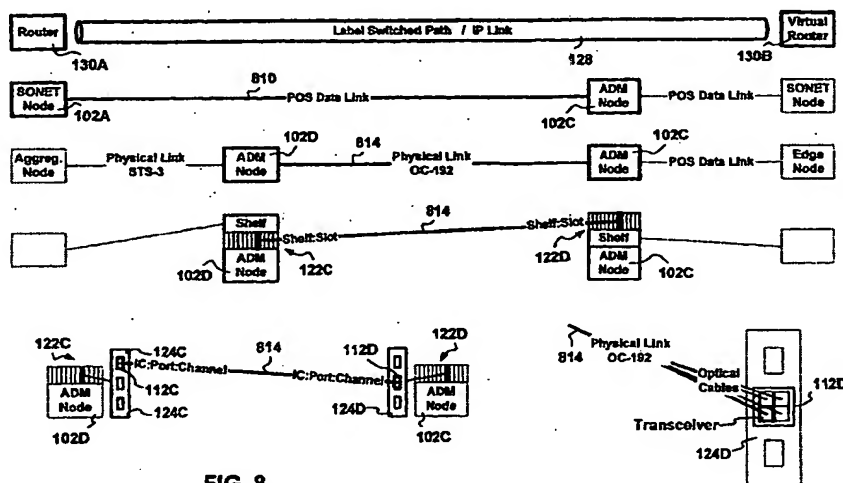 Router
Label Switched Path / IP Link
Virtual Router
130A
128
130B
SONET Node
810
POS Data Link
ADM Node
POS Data Link
SONET Node
102A
102C
Aggreg. Node
Physical Link STS-3
ADM Node
102D
814
Physical Link OC-192
ADM Node
102C
POS Data Link
Edge Node
Shelf
Shelf:Slot
814
ADM Node
102D
122C
122D
Shelf
ADM Node
102C
122C
124C
IC:Port:Channel
814
112D
IC:Port:Channel
122D
ADM Node
102D
112C
124C
124D
ADM Node
102C
814
Physical Link OC-192
Optical Cables
112D
Transceiver
124D
FIG. 8